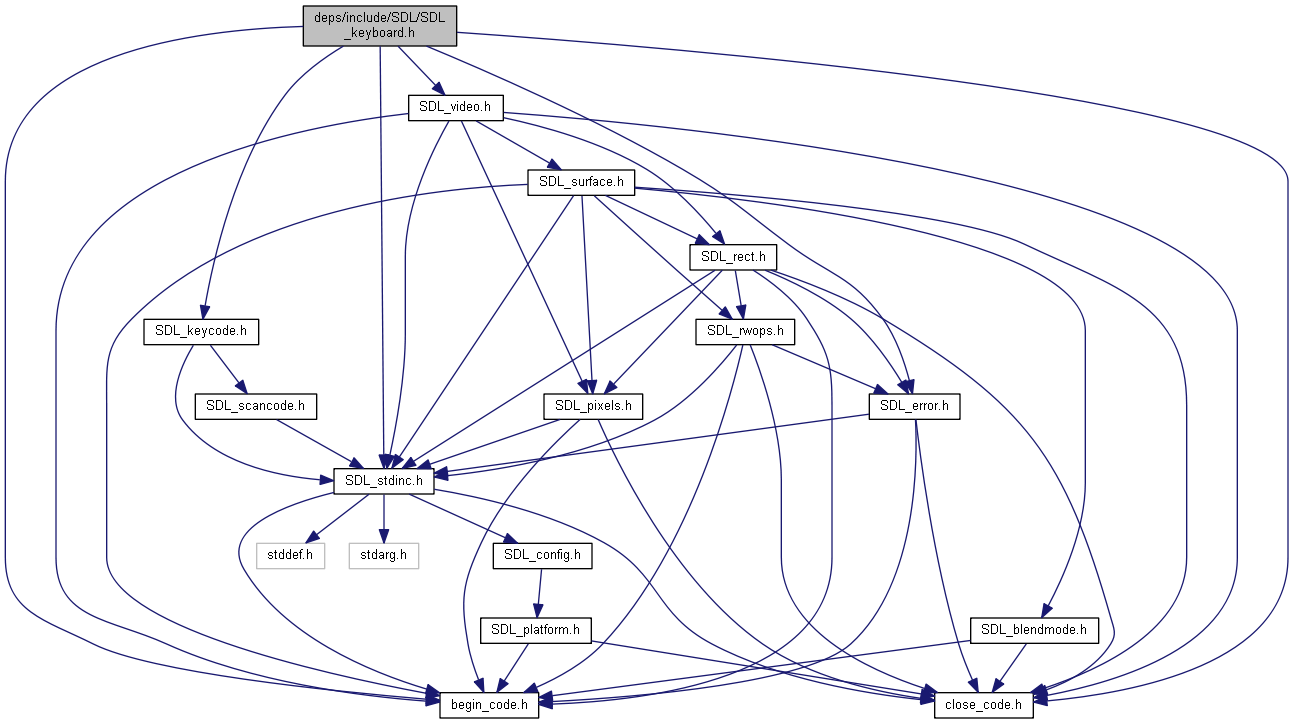 deps/include/SDL/SDL
_keyboard.h
SDL_video.h
SDL_surface.h
SDL_rect.h
SDL_keycode.h
SDL_rwops.h
SDL_scancode.h
SDL_pixels.h
SDL_error.h
SDL_stdinc.h
stddef.h
stdarg.h
SDL_config.h
SDL_platform.h
SDL_blendmode.h
begin_code.h
close_code.h